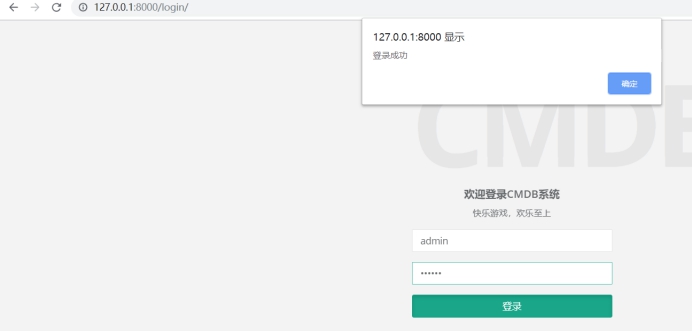 127.0.0.1:8000/login/
127.0.0.1:8000 显示
登录成功
确定
CMDB
欢迎登录CMDB系统
快乐游戏，欢乐至上
admin
••••••
登录